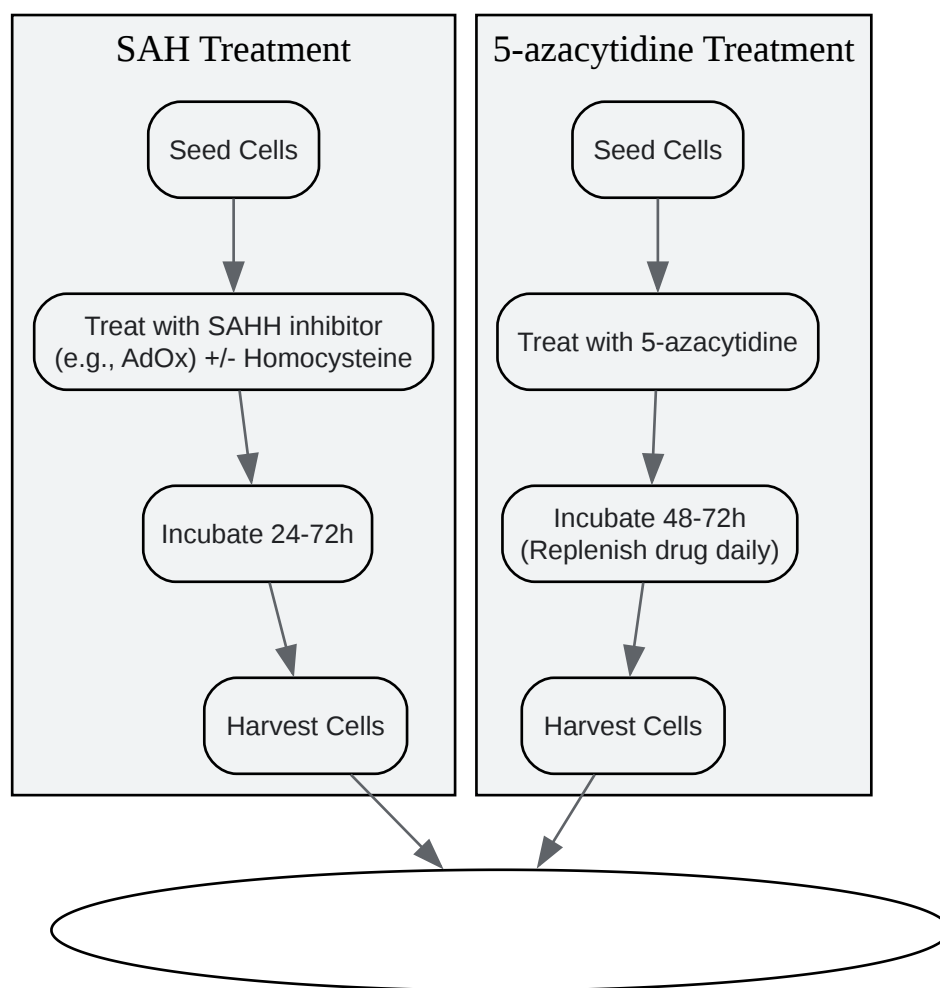 SAH Treatment
Seed Cells
Treat with SAHH inhibitor
(e.g., AdOx) +/- Homocysteine
Incubate 24-72h
Harvest Cells
5-azacytidine Treatment
Seed Cells
Treat with 5-azacytidine
Incubate 48-72h
(Replenish drug daily)
Harvest Cells